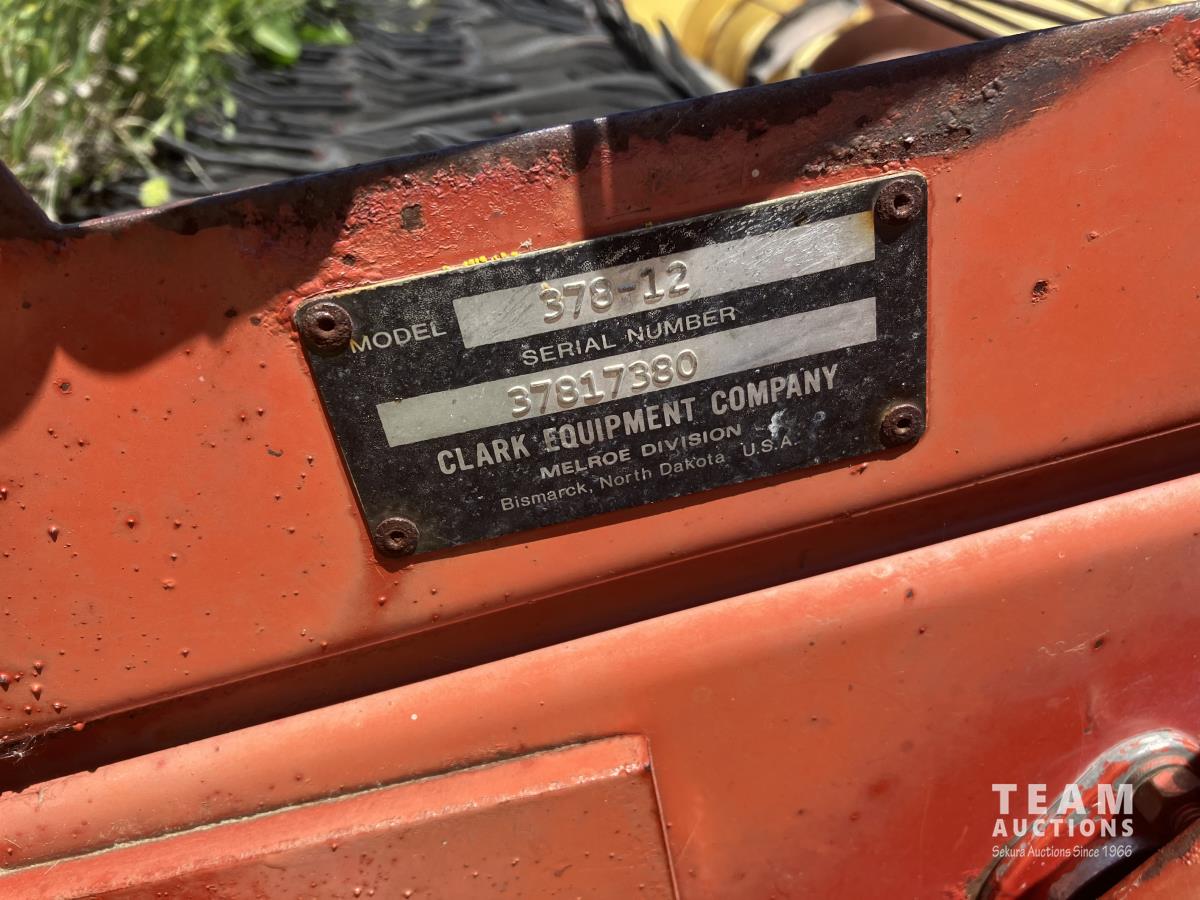 MODEL 378-12
SERIAL NUMBER
37817380
CLARK EQUIPMENT COMPANY
MELROE DIVISION
Bismarck, North Dakota U.S.A.
TEAM
AUCTIONS
Sekura Auctions Since 1966